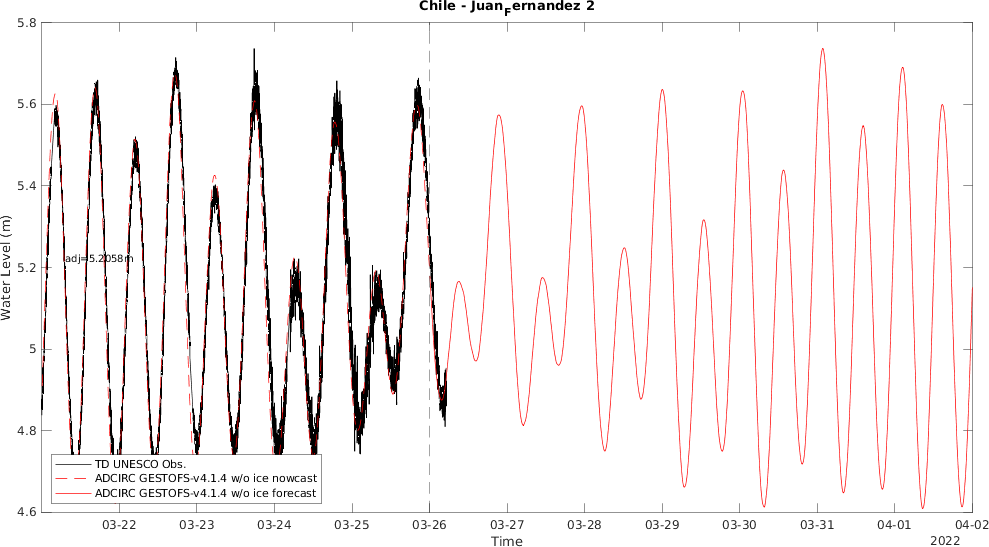 Chile - Juan_Fernandez 2
5.8
5.6
5.4
5.2
5
4.8
4.6
Water Level (m)
adj=5.2058m
TD UNESCO Obs.
ADCIRC GESTOFS-v4.1.4 w/o ice nowcast
ADCIRC GESTOFS-v4.1.4 w/o ice forecast
03-22 03-23 03-24 03-25 03-26 03-27 03-28 03-29 03-30 03-31 04-01 04-02
Time
2022